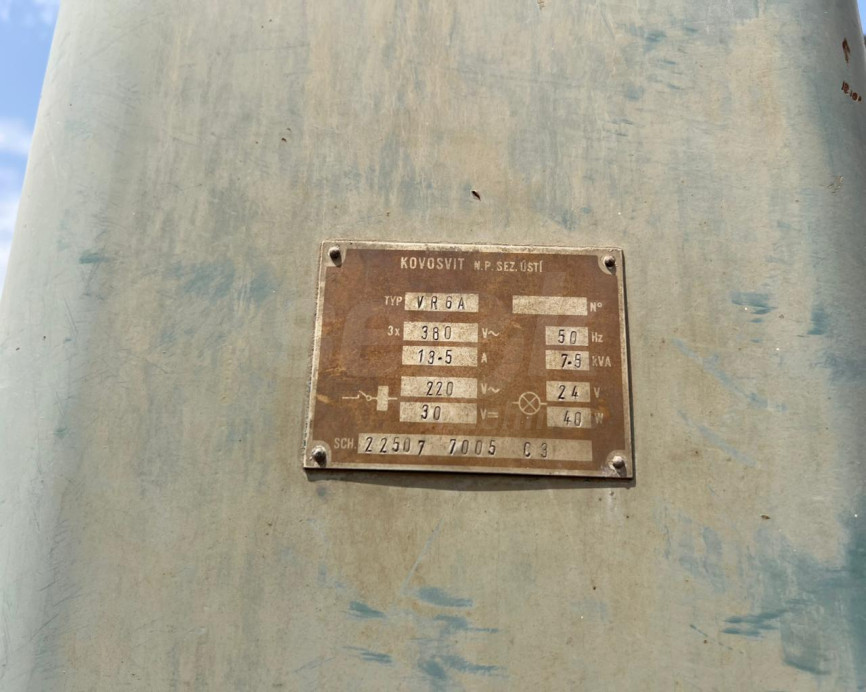 KOVOSVIT N.P. SEZ. ÚSTÍ
TYP VR6A Nº
3x 380 V~ 50 Hz
13.5 A 7.5 kVA
220 V~ 24 V
30 V= 40 W
SCH. 22507 7005 C3